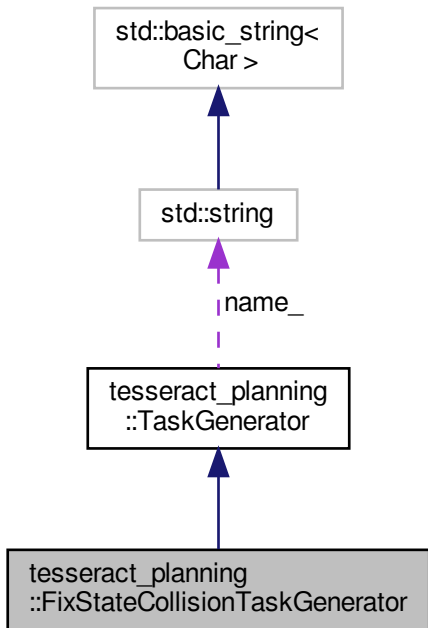 std::basic_string<
Char >
std::string
name_
tesseract_planning
::TaskGenerator
tesseract_planning
::FixStateCollisionTaskGenerator